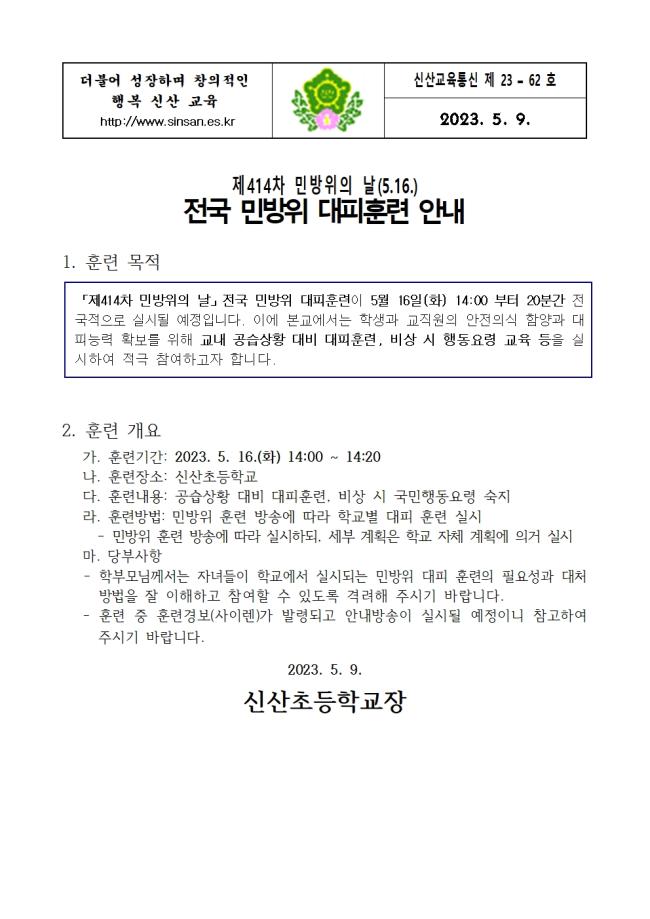 더불어 성장하며 창의적인
행복 신산 교육
http://www.sinsan.es.kr
신산교육통신 제 23 - 62 호
2023. 5. 9.
제414차 민방위의 날(5.16.)
전국 민방위 대피훈련 안내
1. 훈련 목적
「제414차 민방위의 날」 전국 민방위 대피훈련이 5월 16일(화) 14:00 부터 20분간 전
국적으로 실시될 예정입니다. 이에 본교에서는 학생과 교직원의 안전의식 함양과 대
피능력 확보를 위해 교내 공습상황 대비 대피훈련, 비상 시 행동요령 교육 등을 실
시하여 적극 참여하고자 합니다.
2. 훈련 개요
가. 훈련기간: 2023. 5. 16.(화) 14:00 ~ 14:20
나. 훈련장소: 신산초등학교
다. 훈련내용: 공습상황 대비 대피훈련, 비상 시 국민행동요령 숙지
라. 훈련방법: 민방위 훈련 방송에 따라 학교별 대피 훈련 실시
- 민방위 훈련 방송에 따라 실시하되, 세부 계획은 학교 자체 계획에 의거 실시
마. 당부사항
- 학부모님께서는 자녀들이 학교에서 실시되는 민방위 대피 훈련의 필요성과 대처
방법을 잘 이해하고 참여할 수 있도록 격려해 주시기 바랍니다.
- 훈련 중 훈련경보(사이렌)가 발령되고 안내방송이 실시될 예정이니 참고하여
주시기 바랍니다.
2023. 5. 9.
신산초등학교장